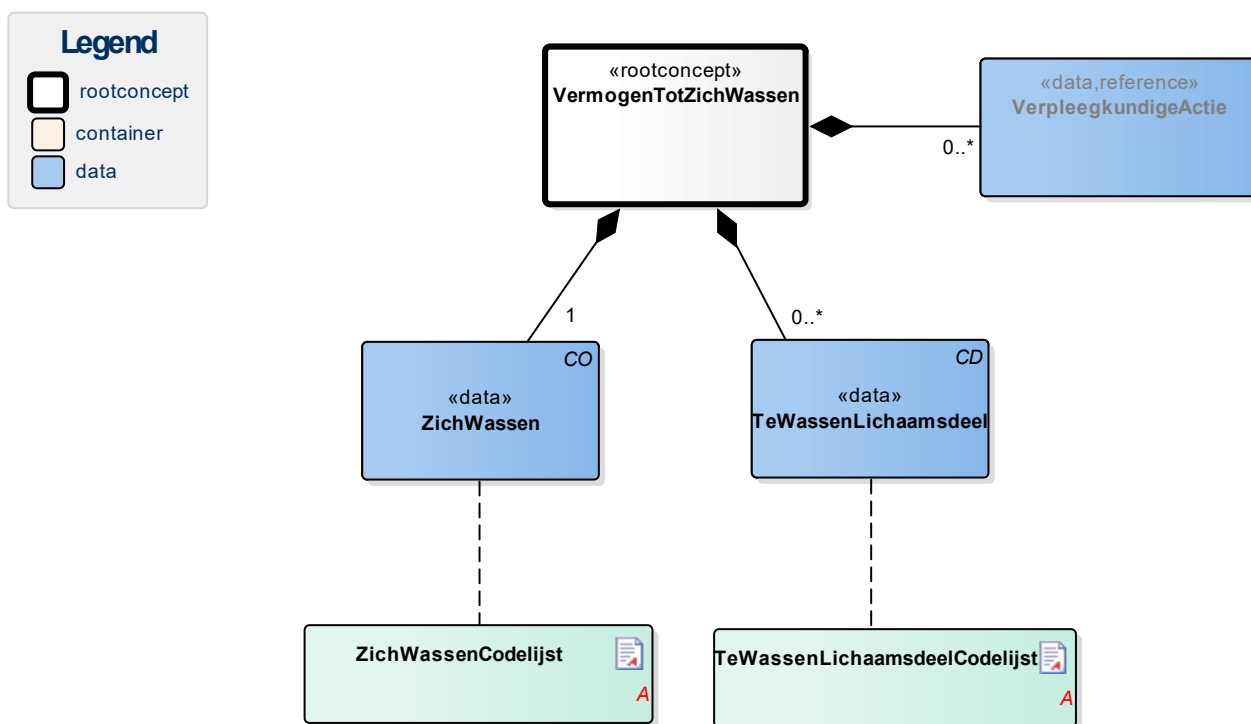 Legend
rootconcept
container
data
«rootconcept»
VermogenTotZichWassen
«data,reference»
VerpleegkundigeActie
0..*
1
0..*
CO
«data»
ZichWassen
CD
«data»
TeWassenLichaamsdeel
ZichWassenCodelijst
A
TeWassenLichaamsdeelCodelijst
A